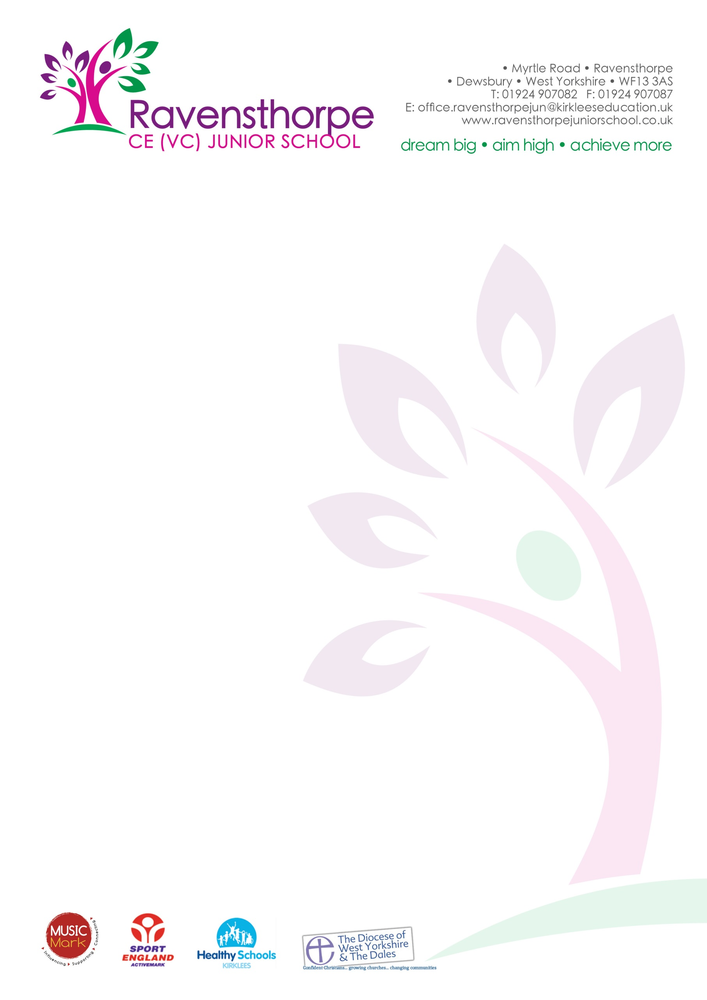 • Myrtle Road • Ravensthorpe
• Dewsbury • West Yorkshire • WF13 3AS
T: 01924 907082 F: 01924 907087
E: office.ravensthorpejun@kirkleeseducation.uk
www.ravensthorpejuniorschool.co.uk
Ravensthorpe
CE (VC) JUNIOR SCHOOL
dream big • aim high • achieve more
MUSIC
Mark
Influencing ▸ Supporting ▸ Connecting
SPORT
ENGLAND
ACTIVEMARK
Healthy Schools
KIRKLEES
The Diocese of
West Yorkshire
& The Dales
Confident Christians... growing churches... changing communities